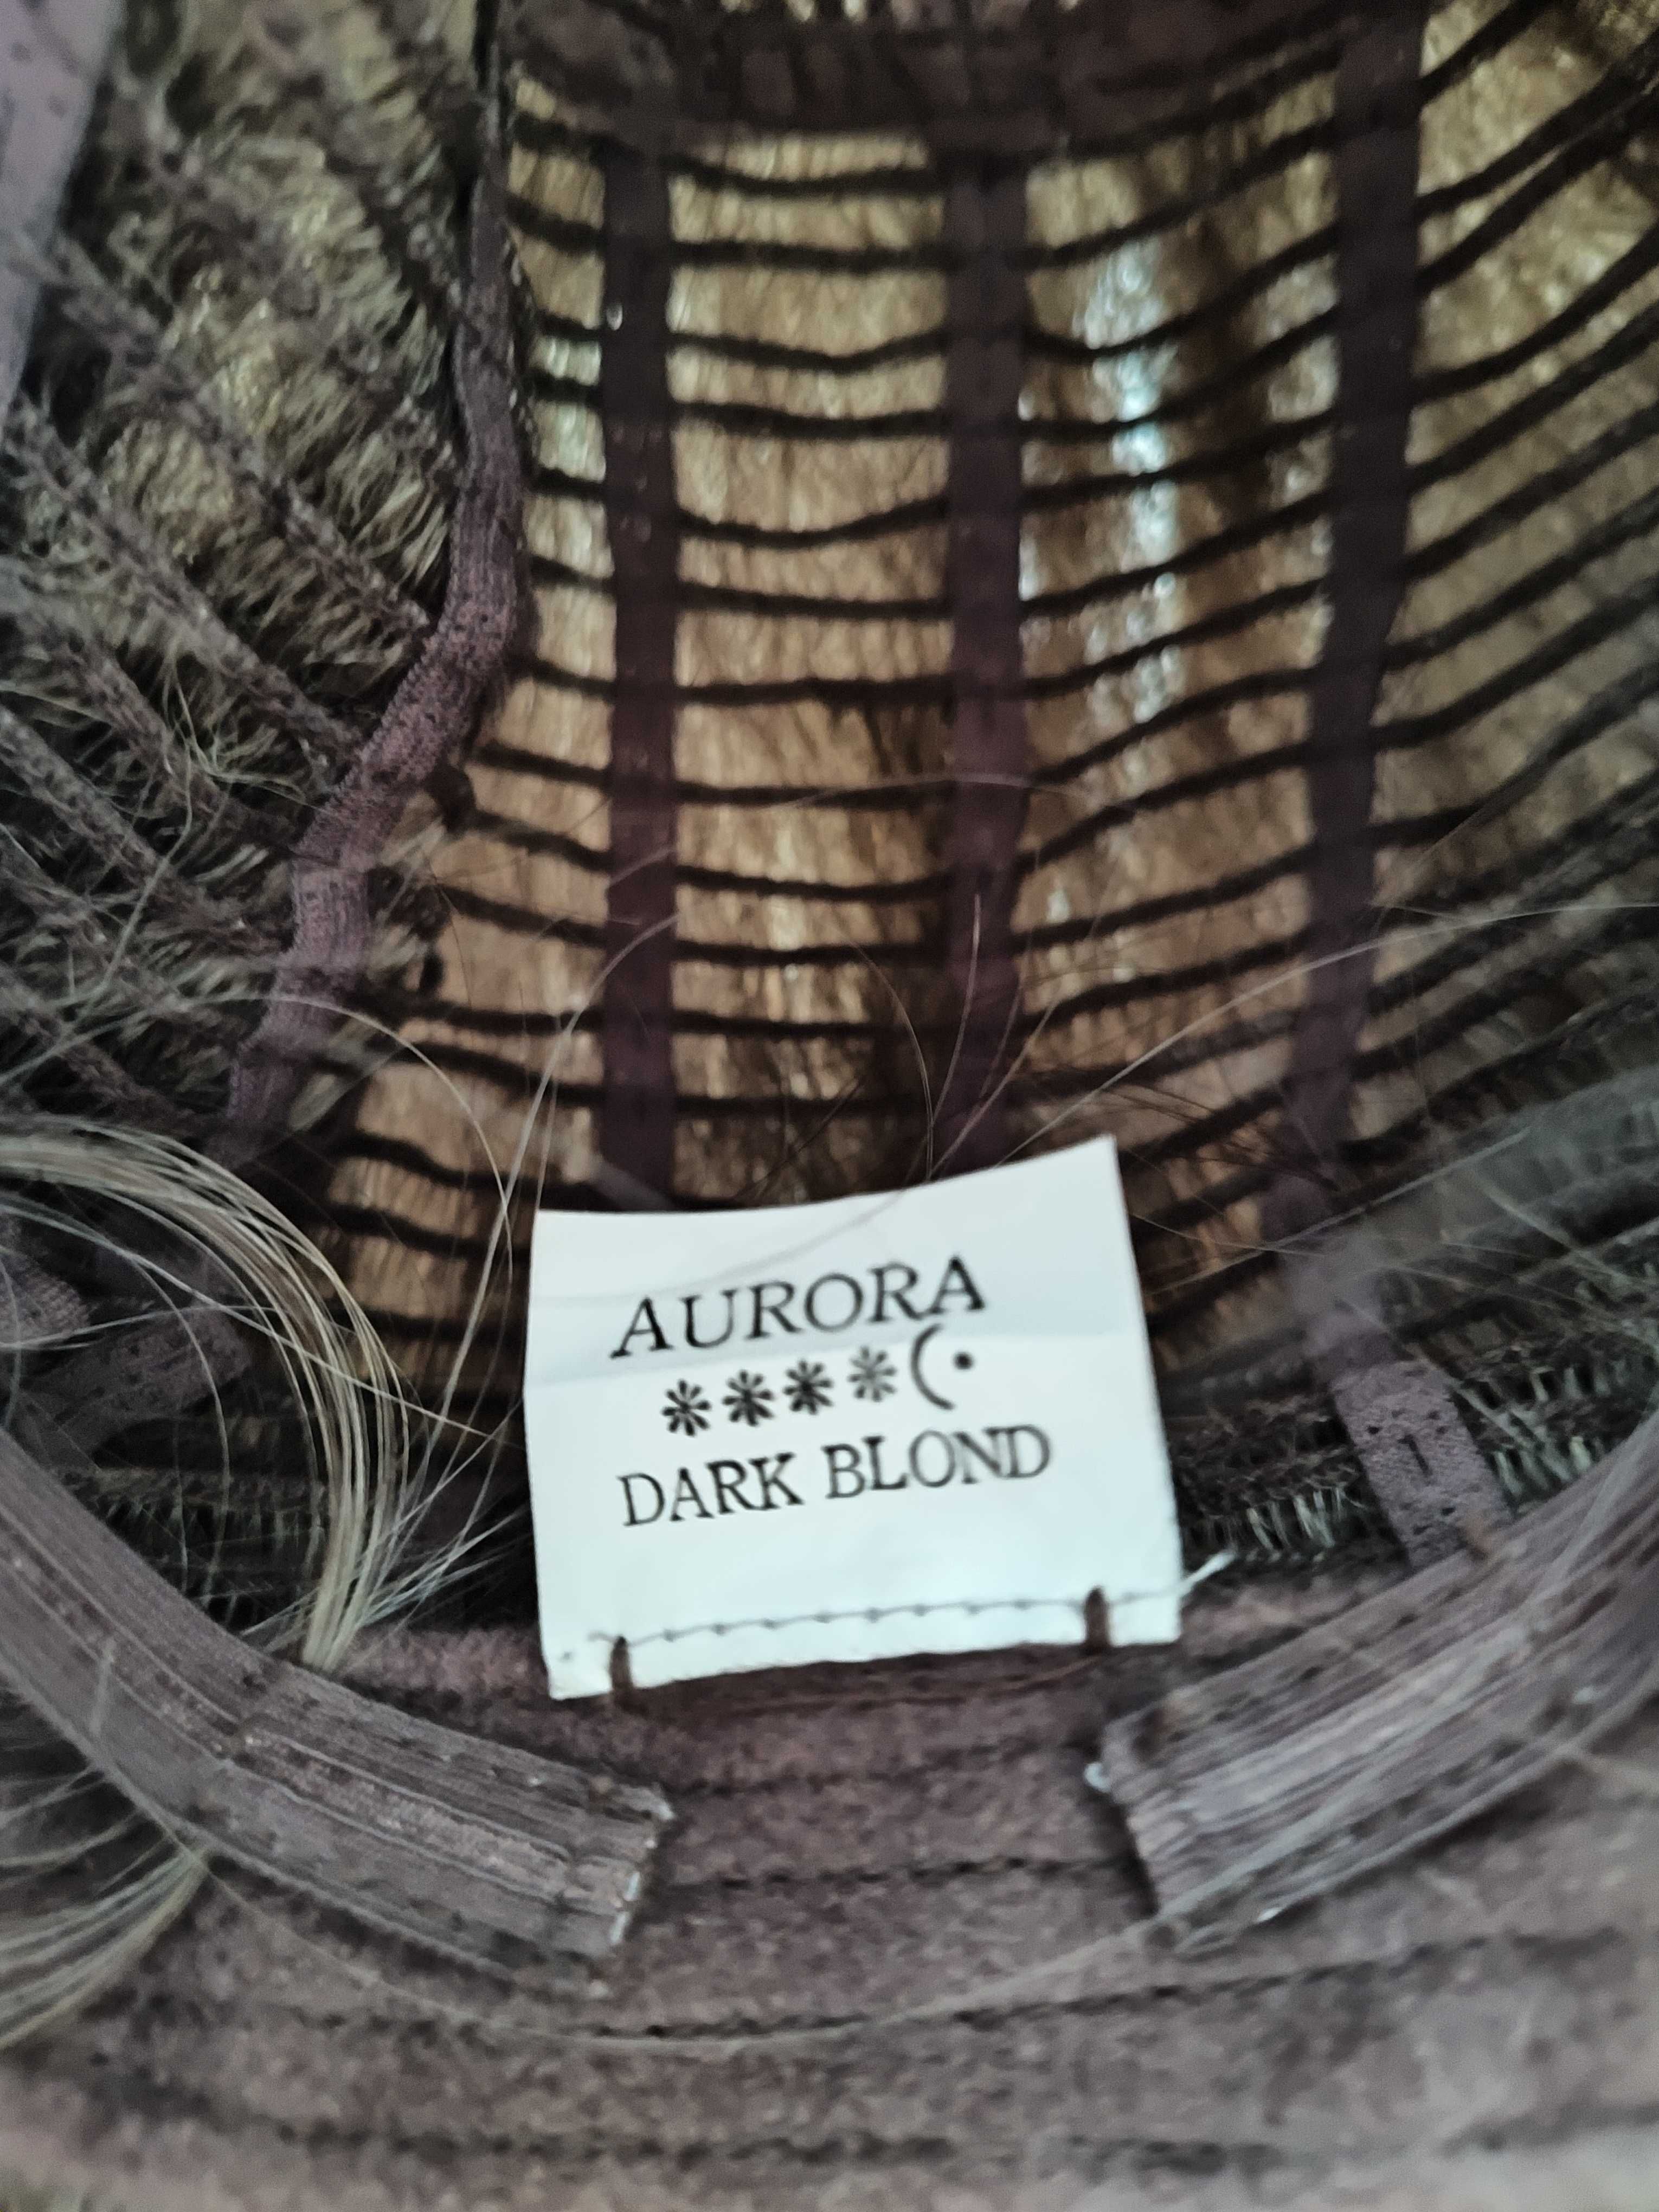 AURORA
****(·
DARK BLOND